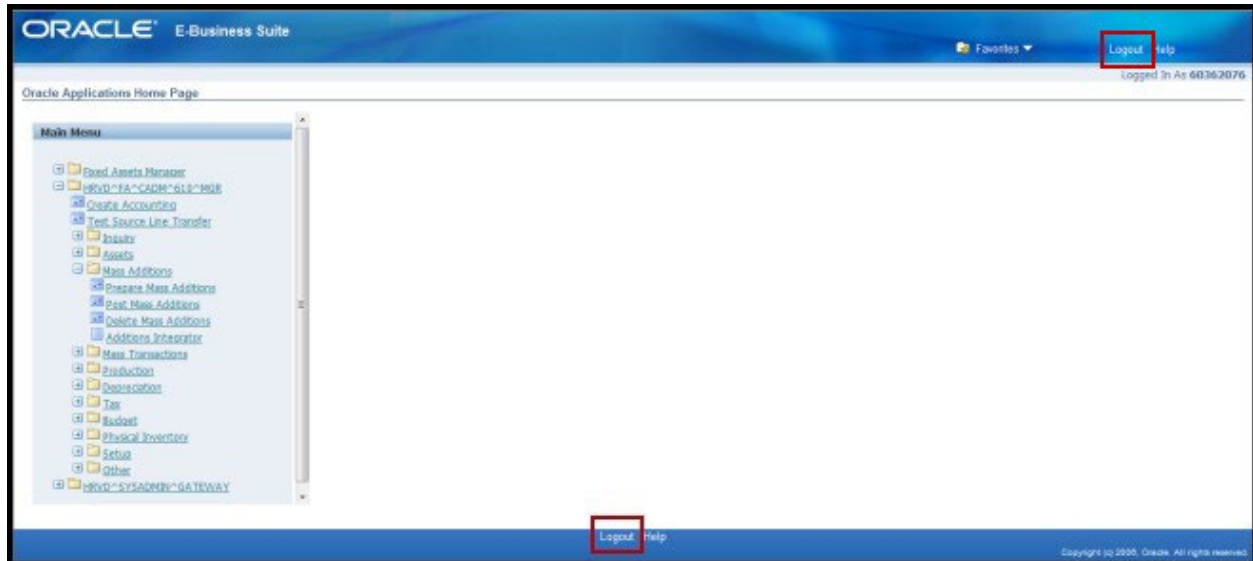 ORACLE E-Business Suite
Favorites Logout Help
Logged In As 60362076
Oracle Applications Home Page
Main Menu
Fixed Assets Manager
HRVD^FA^CADM^610^MGR
Create Accounting
Test Source Line Transfer
Inquiry
Assets
Mass Additions
Prepare Mass Additions
Post Mass Additions
Delete Mass Additions
Additions Integrator
Mass Transactions
Production
Depreciation
Tax
Budget
Physical Inventory
Setup
Other
HRVD^SYSADMIN^GATEWAY
Logout Help
Copyright (c) 2006, Oracle. All rights reserved.